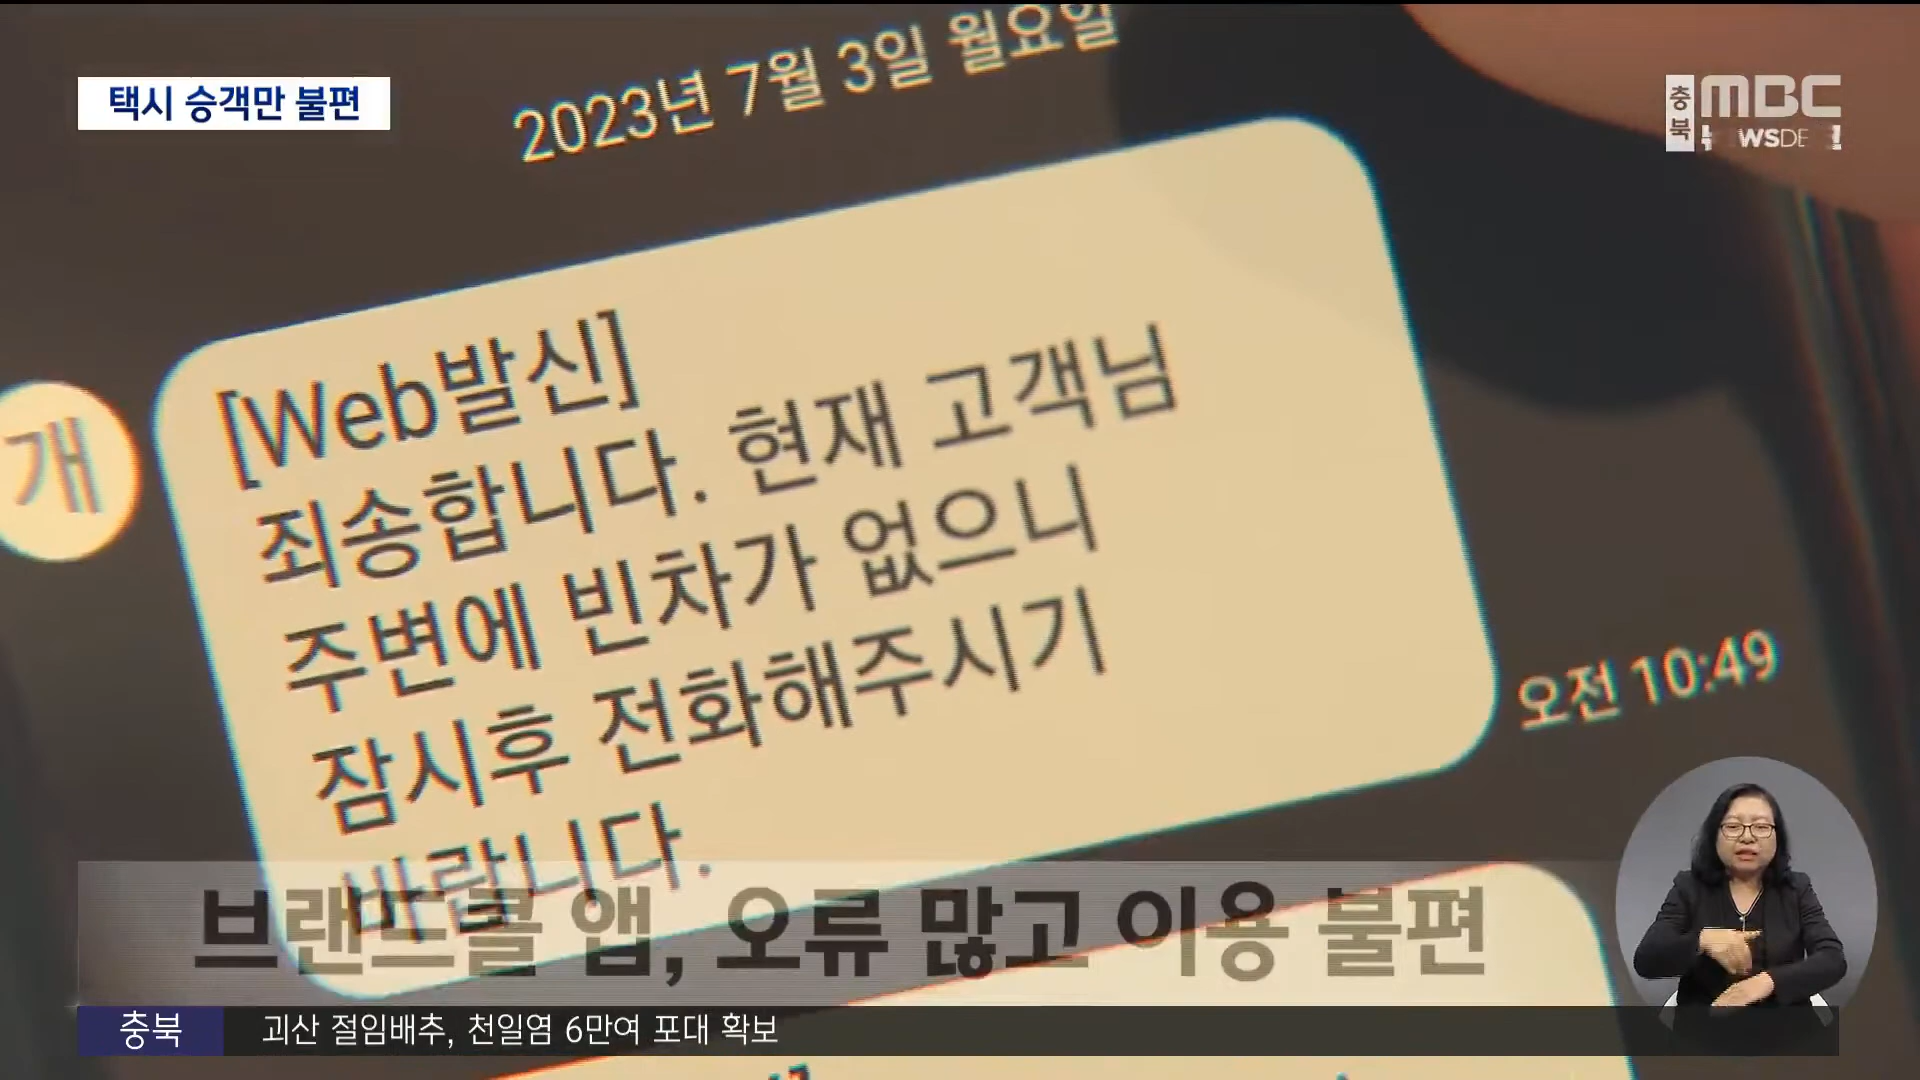 택시 승객만 불편
2023년 7월 3일 월요일
충북
MBC
개
[Web발신]
죄송합니다. 현재 고객님
주변에 빈차가 없으니
잠시후 전화해주시기
바랍니다.
오전 10:49
브랜드콜 앱, 오류 많고 이용 불편
충북
괴산 절임배추, 천일염 6만여 포대 확보